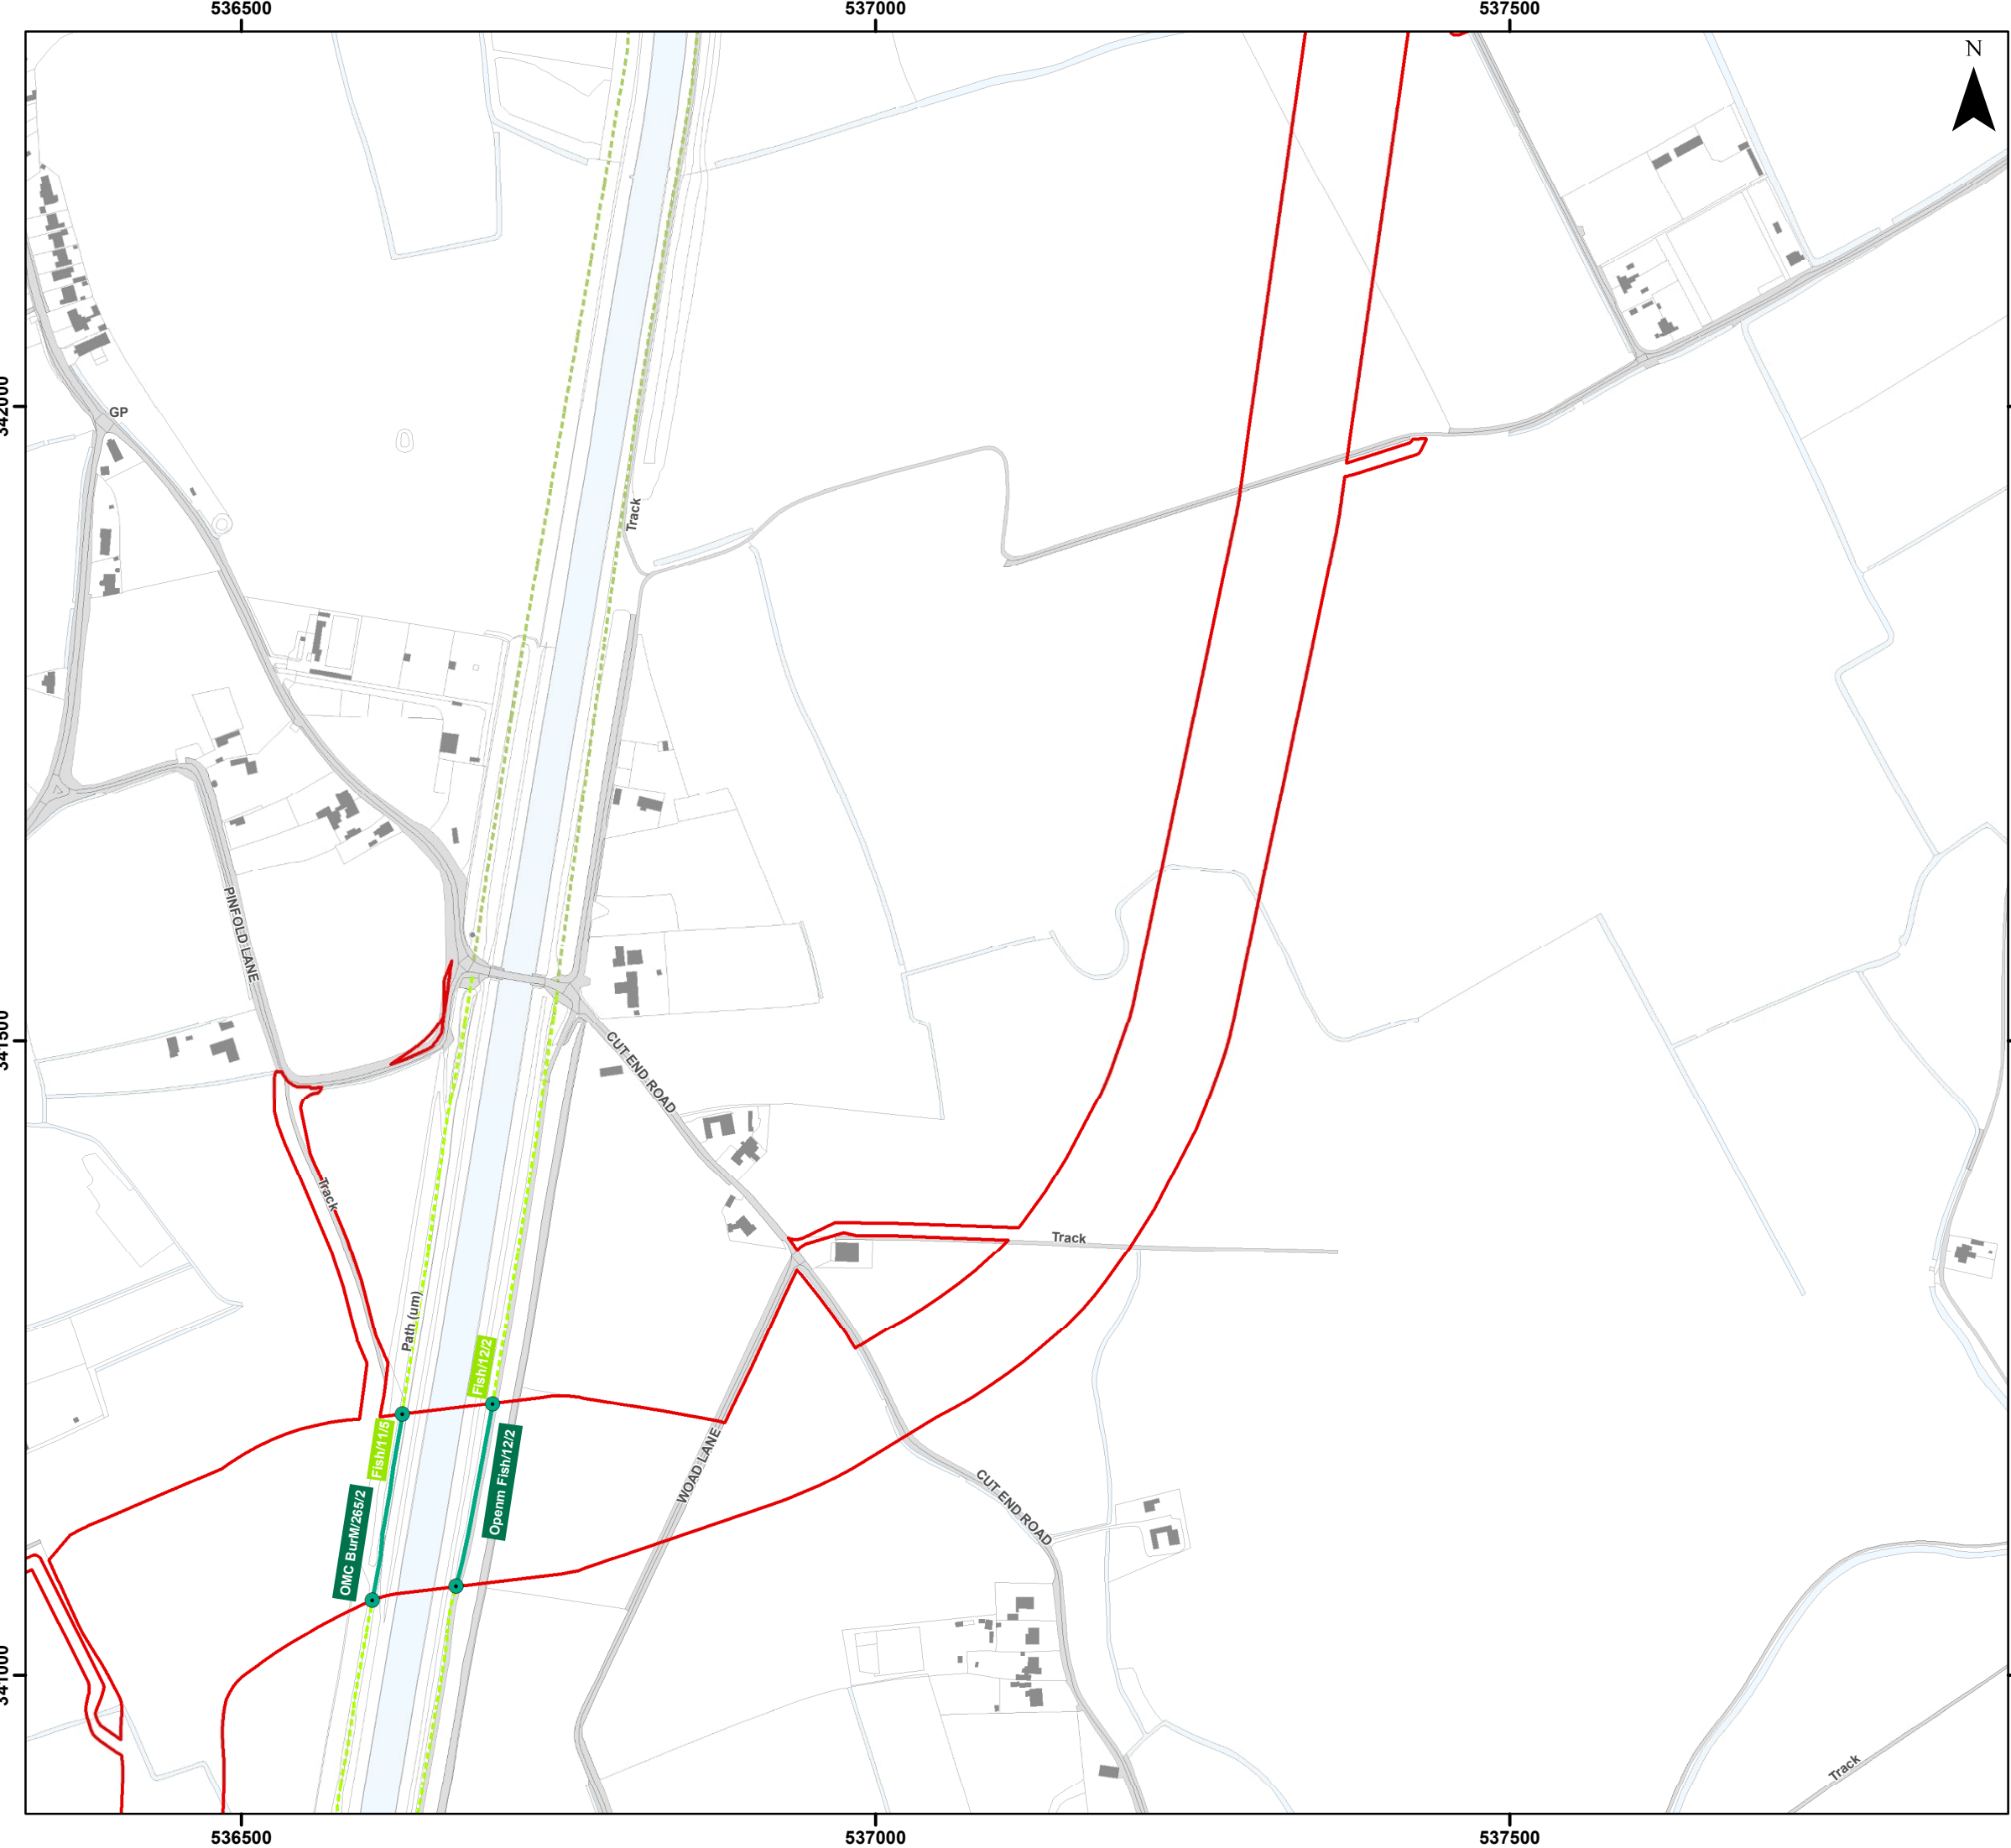 536500
537000
537500
N
342000
GP
Track
PINFOLD LANE
341500
CUT END ROAD
Track
Track
Path (um)
Fish/12/2
Fish/11/5
WOAD LANE
Openm Fish/12/2
OMC BurM/265/2
CUT END ROAD
341000
Track
536500
537000
537500